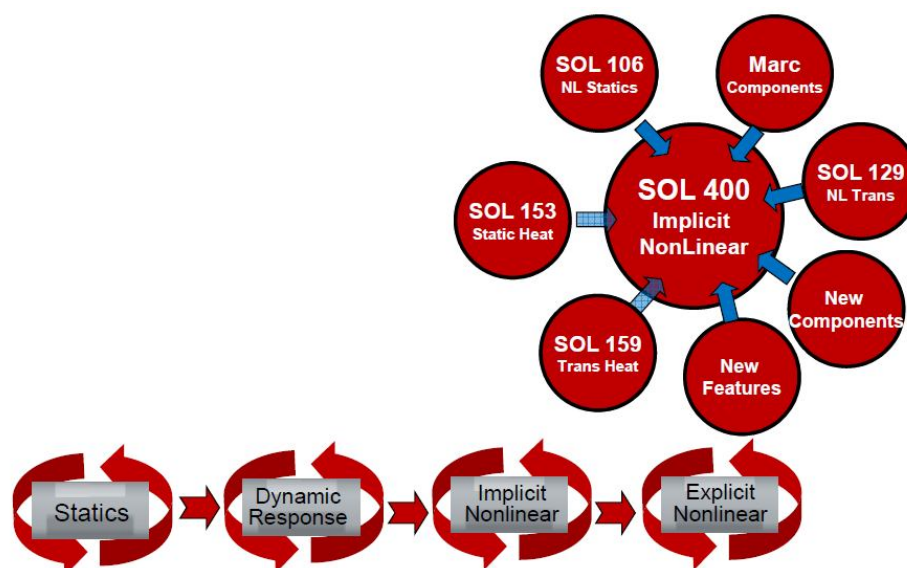 SOL 106
NL Statics
Marc
Components
SOL 129
NL Trans
SOL 400
Implicit
NonLinear
SOL 153
Static Heat
New
Components
SOL 159
Trans Heat
New
Features
Statics
Dynamic
Response
Implicit
Nonlinear
Explicit
Nonlinear